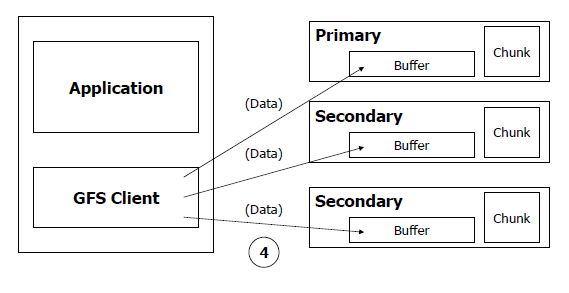 Application
GFS Client
(Data)
(Data)
(Data)
4
Primary
Buffer
Chunk
Secondary
Buffer
Chunk
Secondary
Buffer
Chunk